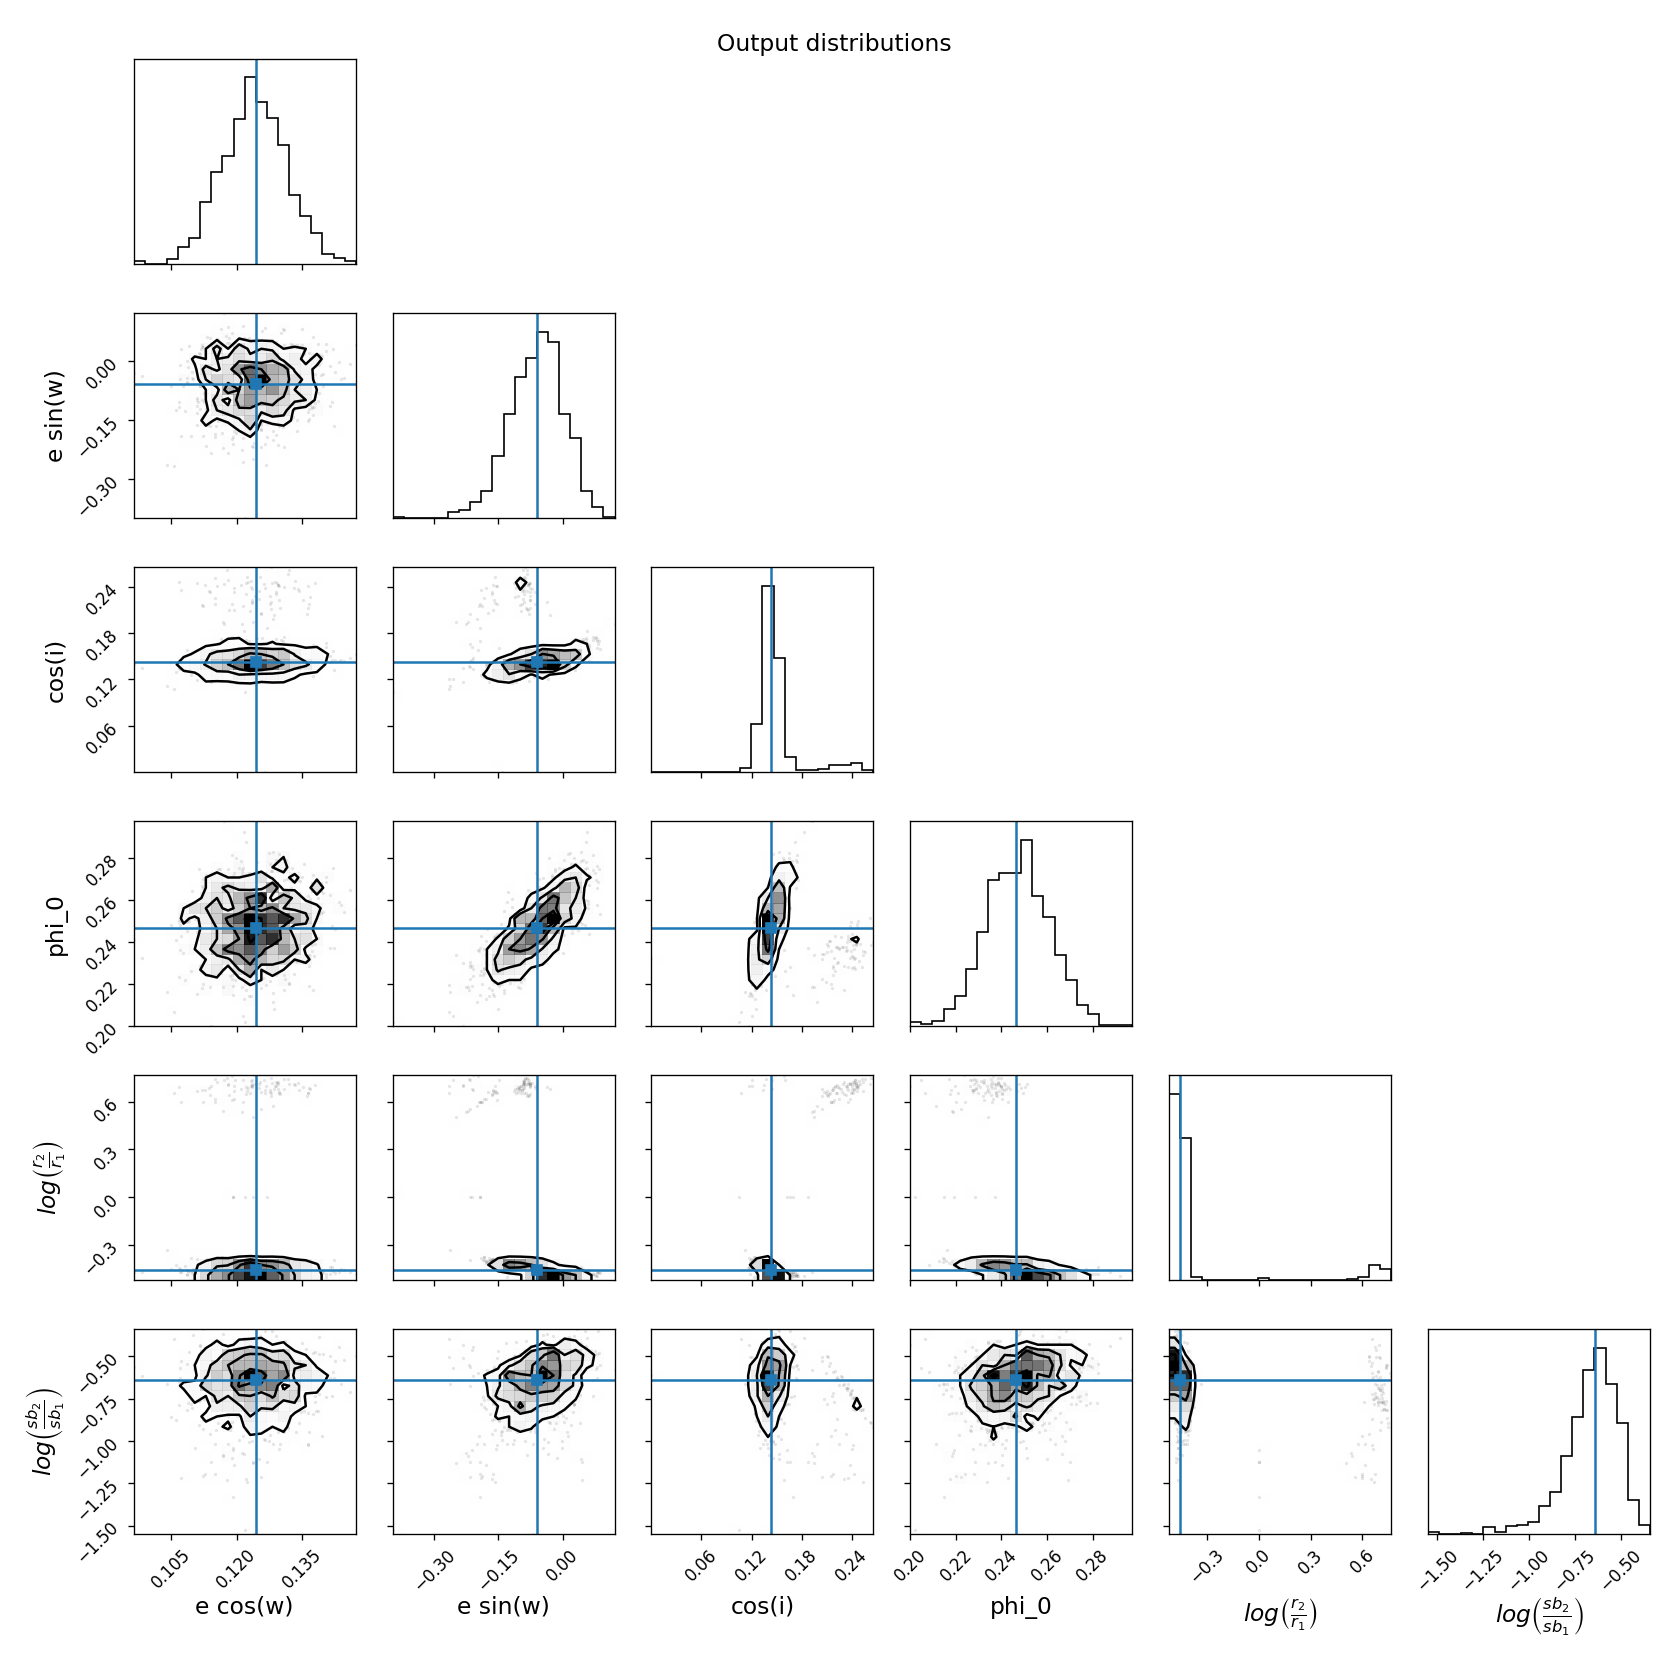 Output distributions
e sin(w)
0.00
−0.15
−0.30
cos(i)
0.24
0.18
0.12
0.06
phi_0
0.28
0.26
0.24
0.22
0.20
log(r₂/r₁)
0.6
0.3
0.0
−0.3
log(sb₂/sb₁)
−0.50
−0.75
−1.00
−1.25
−1.50
0.105 0.120 0.135 −0.30 −0.15 0.00 0.06 0.12 0.18 0.24 0.20 0.22 0.24 0.26 0.28 −0.3 0.0 0.3 0.6 −1.50 −1.25 −1.00 −0.75 −0.50
e cos(w) e sin(w) cos(i) phi_0 log(r₂/r₁) log(sb₂/sb₁)